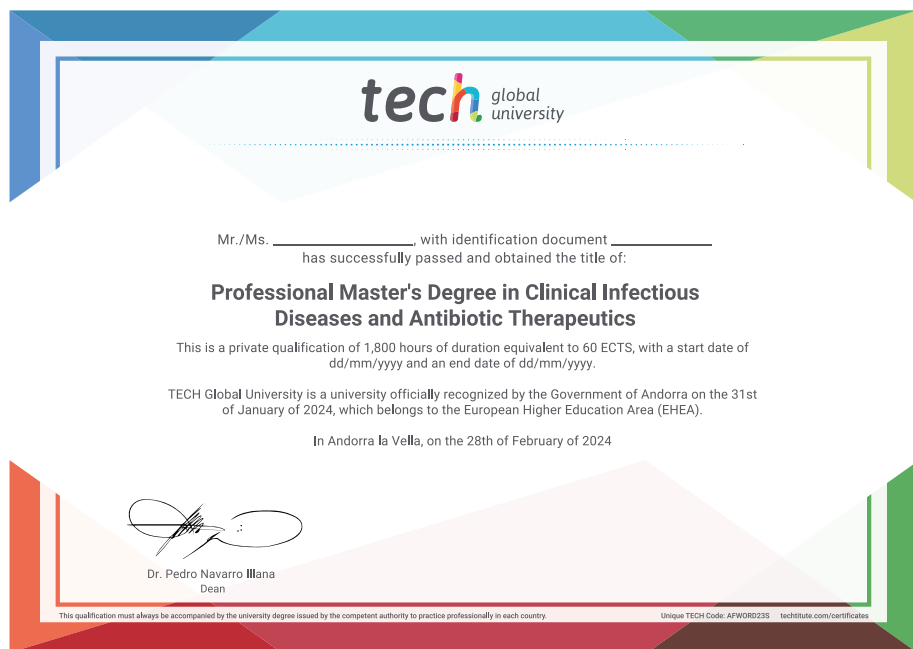 tech global
university
Mr./Ms. ____________, with identification document ____________
has successfully passed and obtained the title of:
Professional Master's Degree in Clinical Infectious
Diseases and Antibiotic Therapeutics
This is a private qualification of 1,800 hours of duration equivalent to 60 ECTS, with a start date of
dd/mm/yyyy and an end date of dd/mm/yyyy.
TECH Global University is a university officially recognized by the Government of Andorra on the 31st
of January of 2024, which belongs to the European Higher Education Area (EHEA).
In Andorra la Vella, on the 28th of February of 2024
Dr. Pedro Navarro Illana
Dean
This qualification must always be accompanied by the university degree issued by the competent authority to practice professionally in each country.
Unique TECH Code: AFWORD23S techtitute.com/certificates